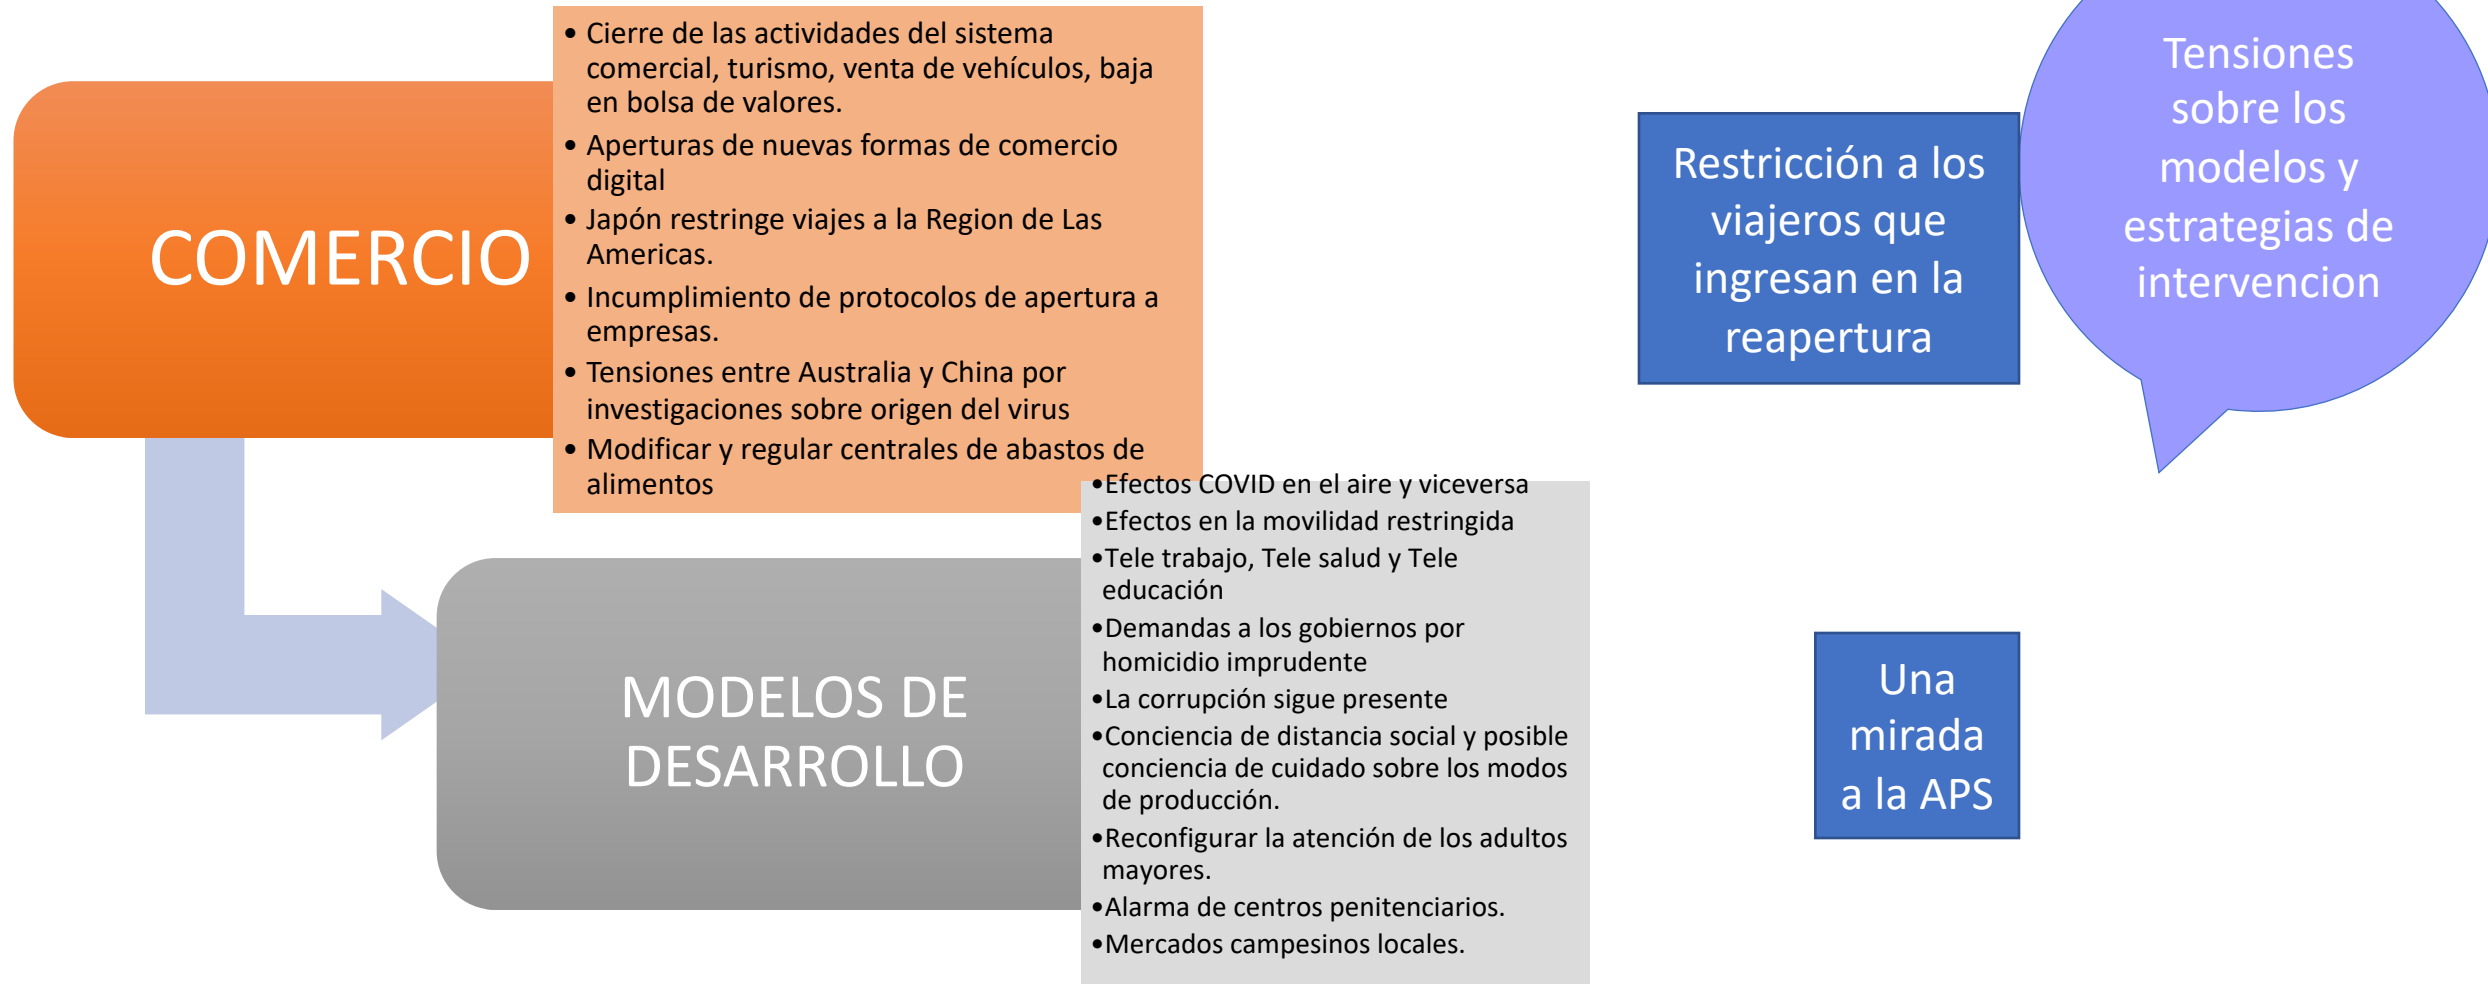 COMERCIO
• Cierre de las actividades del sistema
comercial, turismo, venta de vehículos, baja
en bolsa de valores.
• Aperturas de nuevas formas de comercio
digital
• Japón restringe viajes a la Region de Las
Americas.
• Incumplimiento de protocolos de apertura a
empresas.
• Tensiones entre Australia y China por
investigaciones sobre origen del virus
• Modificar y regular centrales de abastos de
alimentos
MODELOS DE
DESARROLLO
•Efectos COVID en el aire y viceversa
•Efectos en la movilidad restringida
•Tele trabajo, Tele salud y Tele
educación
•Demandas a los gobiernos por
homicidio imprudente
•La corrupción sigue presente
•Conciencia de distancia social y posible
conciencia de cuidado sobre los modos
de producción.
•Reconfigurar la atención de los adultos
mayores.
•Alarma de centros penitenciarios.
•Mercados campesinos locales.
Restricción a los
viajeros que
ingresan en la
reapertura
Tensiones
sobre los
modelos y
estrategias de
intervencion
Una
mirada
a la APS